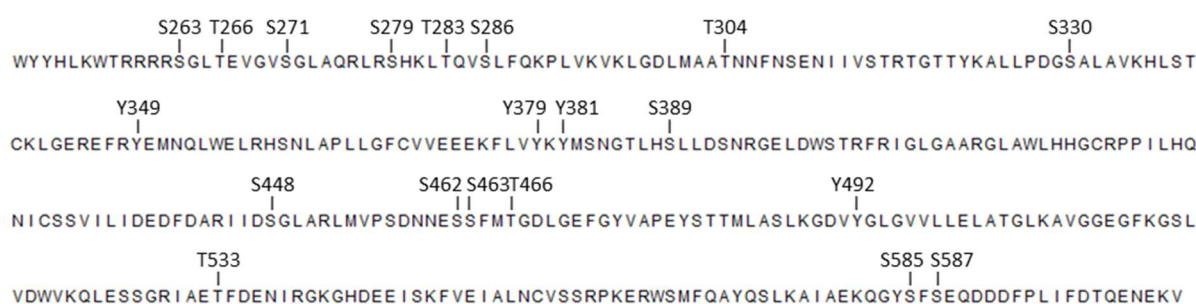 S263 T266 S271 S279 T283 S286 T304 S330
WYYHLKWTRRRRSGLTEVGVSGLAQRLRSHKLTQVSLFQKPLVKVKLGDLMAATNNFNSENIIVSTRTGTTYKALLPDGSALAVKHLST
Y349 Y379 Y381 S389
CKLGEREFRYEMNQLWELRHSNLAPLLGFCVVEEEKFLVYKYMSNGTLHSLLDSNRGELDWSTRFRIGLGAARGLAWLHHGCRPPILHQ
S448 S462 S463 T466 Y492
NICSSVILIDEDFDARIIDSGLARLMVPSDNNESSFMTGDLGEFGYVAPEYSTTMLASLKGDVYGLGVVLLELATGLKAVGGEGFKGSL
T533 S585 S587
VDWVKQLESSGRIAETFDENIRGKGHDEEISKFVEIALNCVSSRPKERWSMFQAYQSLKAIAEKQGYSFSEQDDDFPLIFDTQENEKV